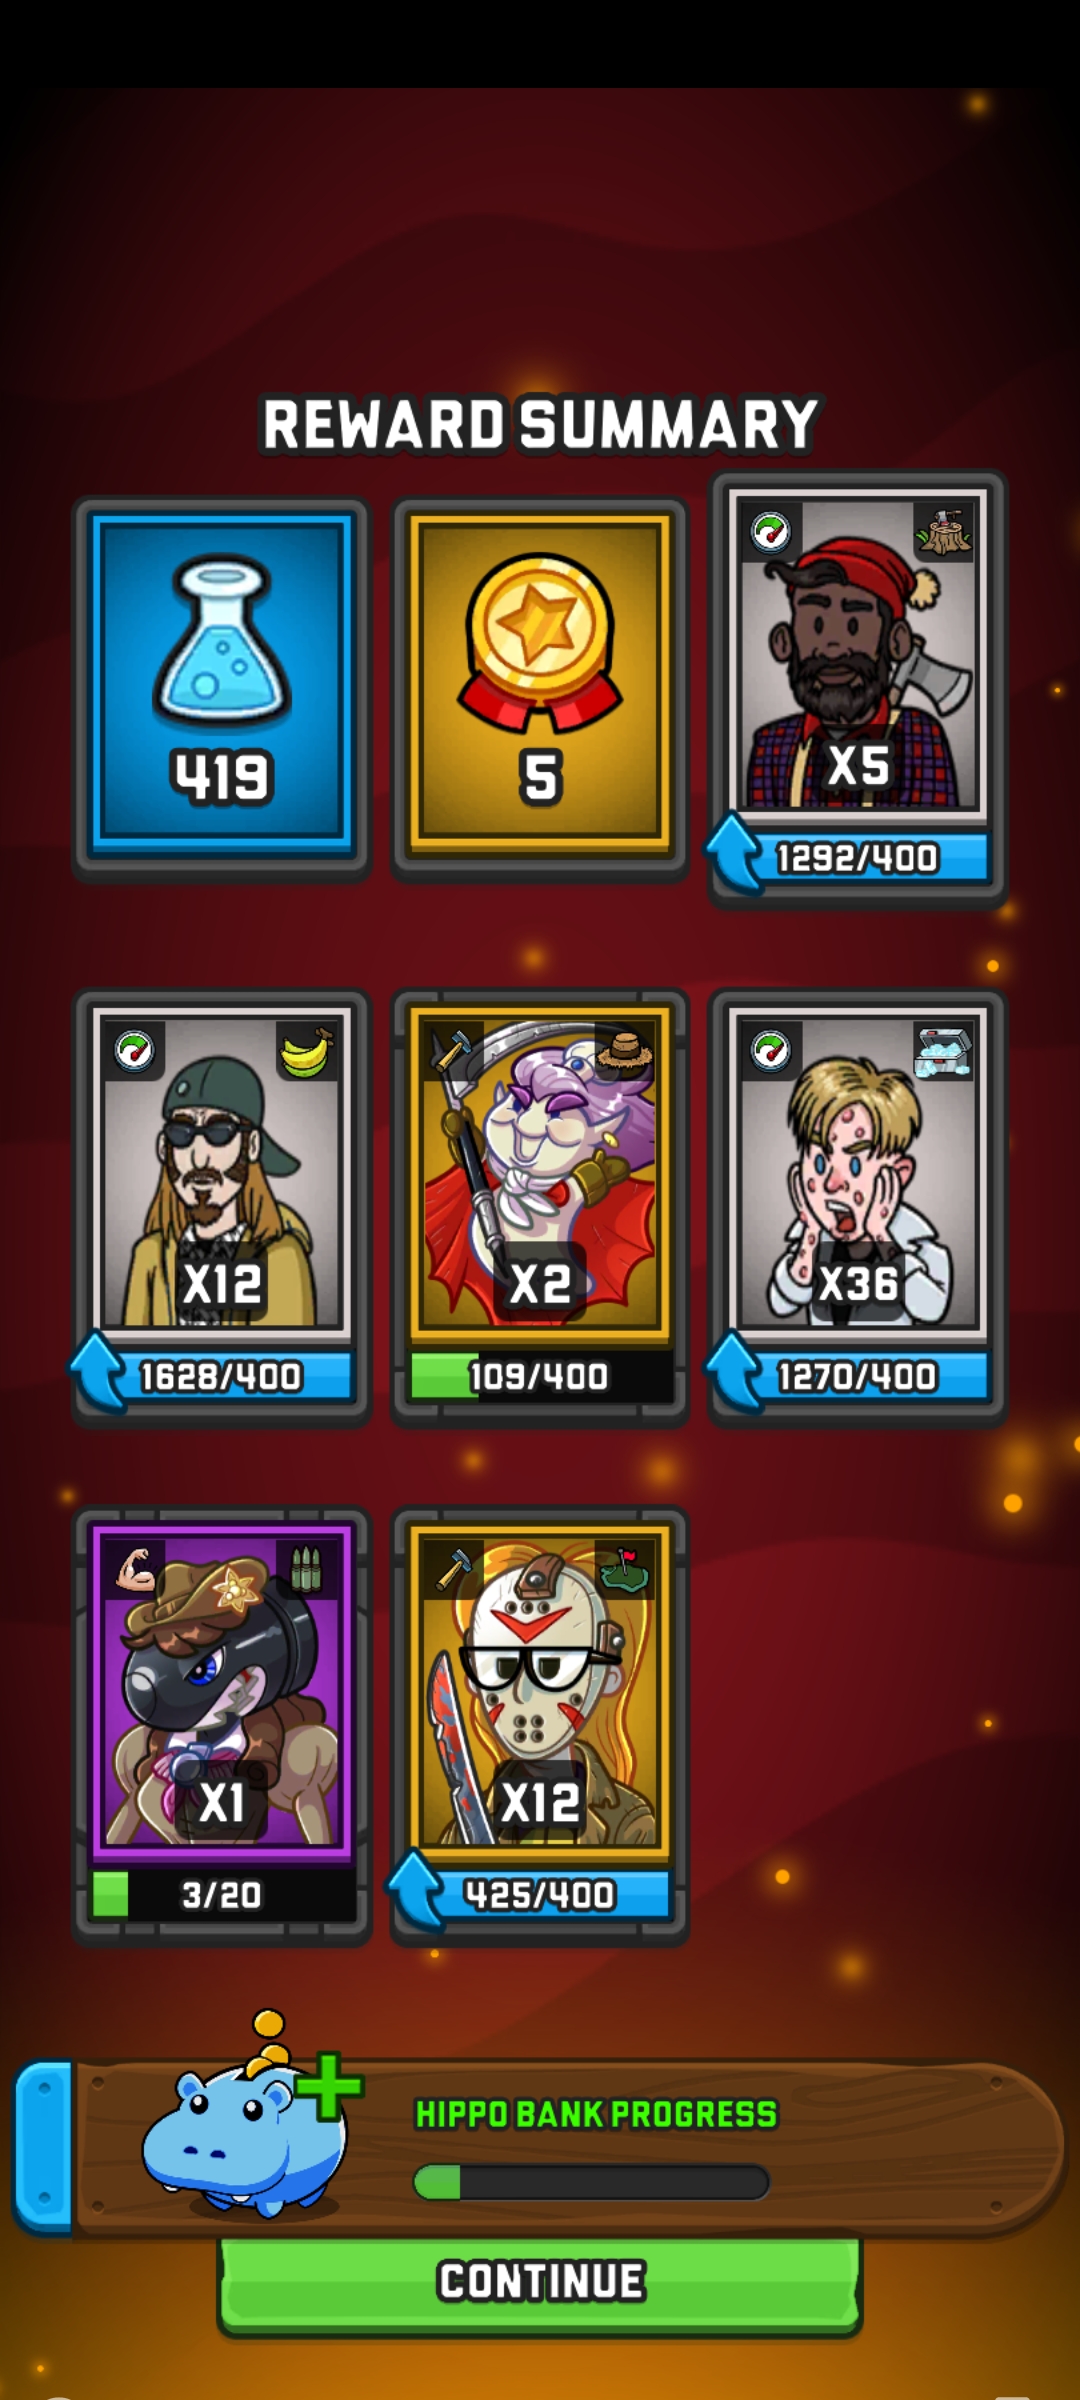 REWARD SUMMARY
419
5
X5
1292/400
X12
1628/400
X2
109/400
X36
1270/400
X1
3/20
X12
425/400
HIPPO BANK PROGRESS
CONTINUE